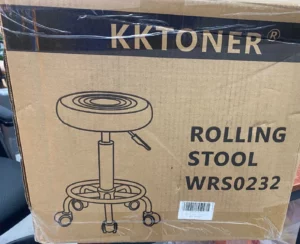 KKTONER®
ROLLING
STOOL
WRS0232